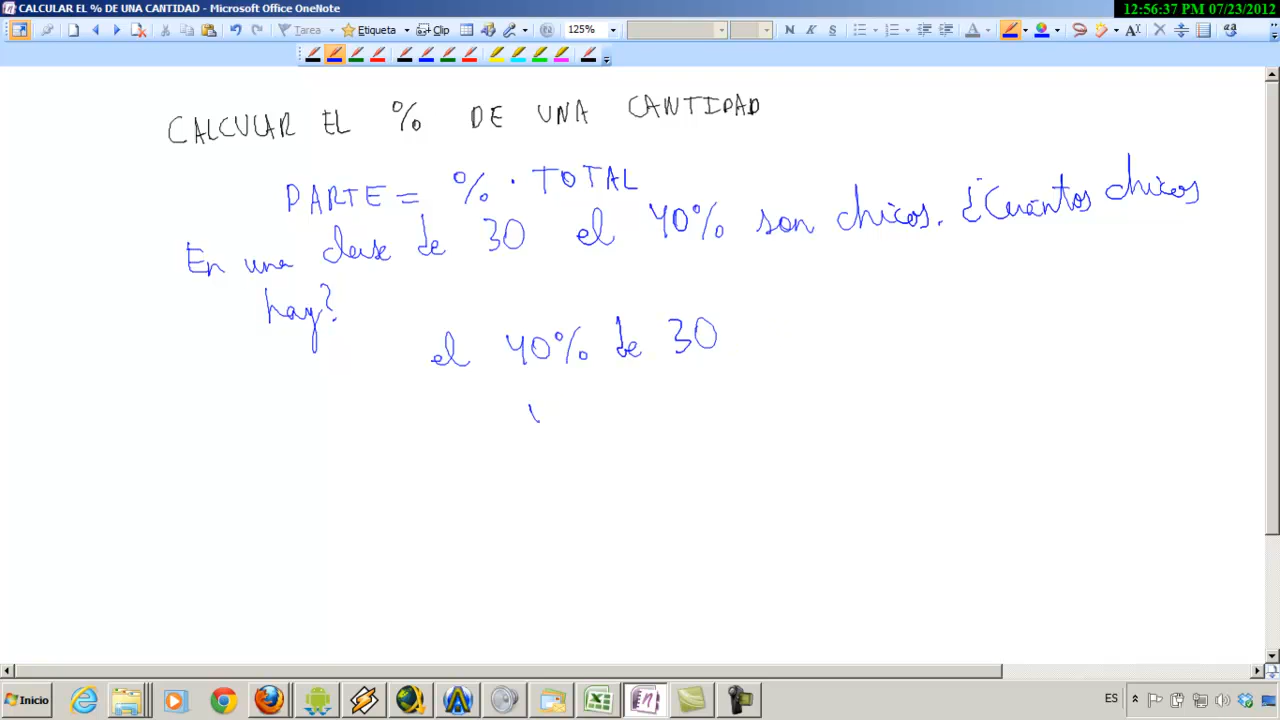 CALCULAR EL % DE UNA CANTIDAD - Microsoft Office OneNote
12:56:37 PM 07/23/2012
Tarea Etiqueta Clip 125% N
CALCULAR EL % DE UNA CANTIDAD
PARTE = % · TOTAL
En una clase de 30 el 40% son chicos. ¿Cuántos chicos
hay?
el 40% de 30
Inicio
ES